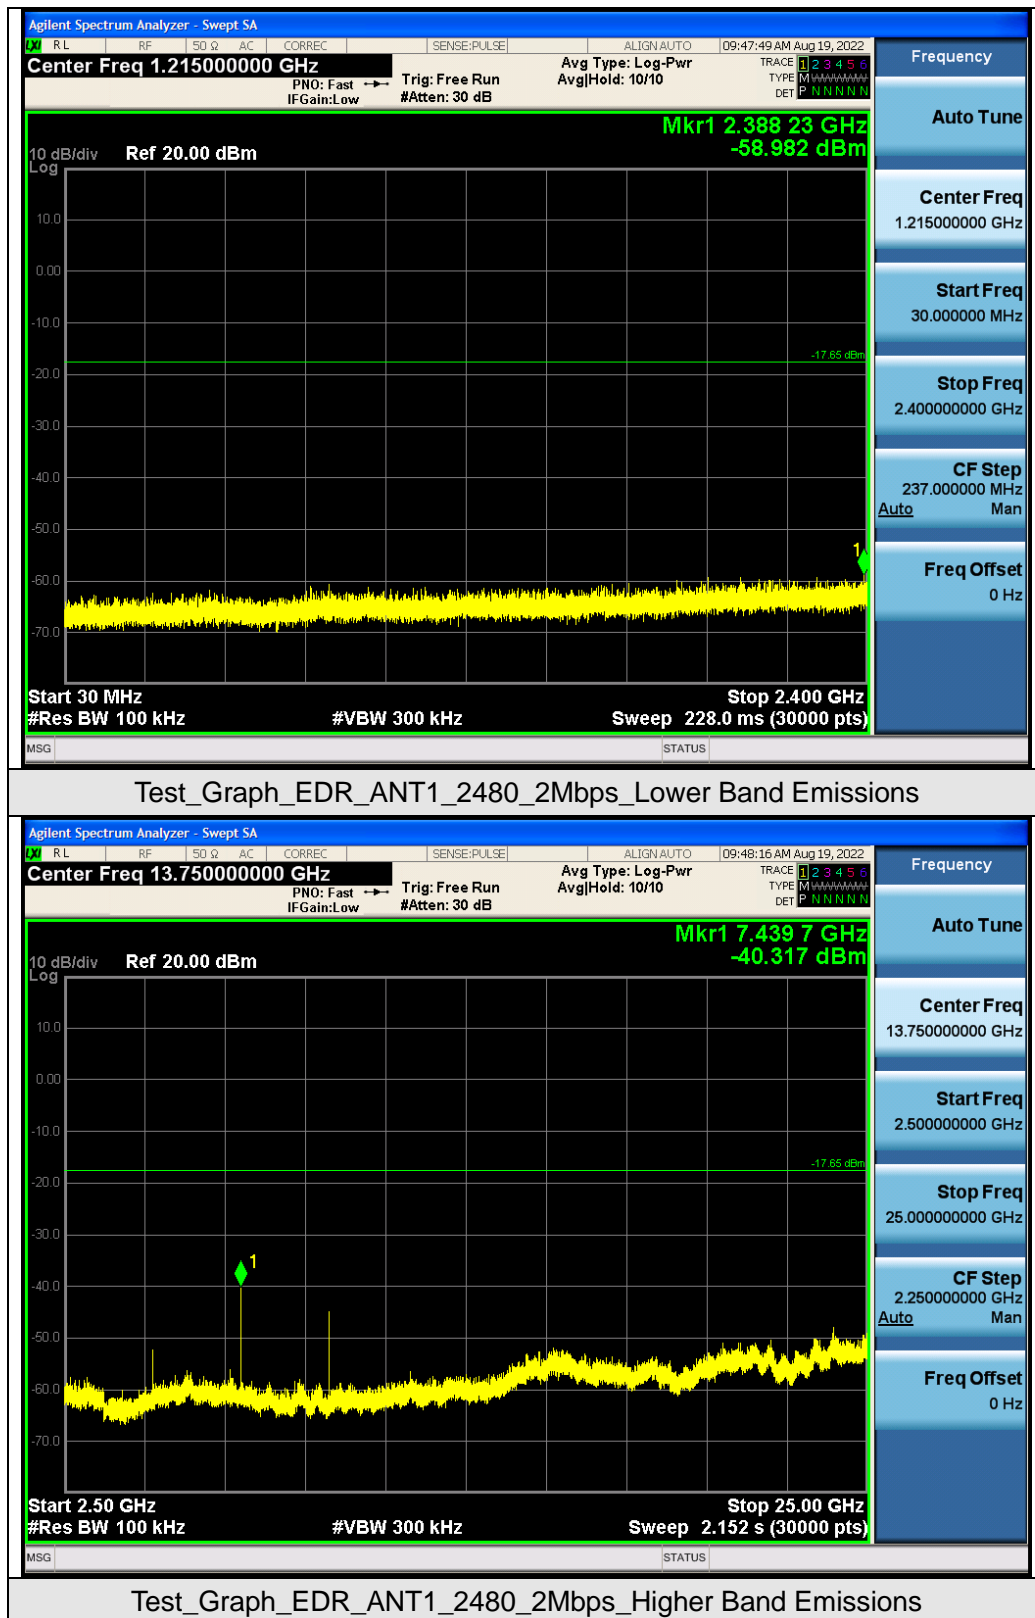 Agilent Spectrum Analyzer - Swept SA
LXI RL RF 50 Ω AC CORREC SENSE:PULSE ALIGN AUTO 09:47:49 AM Aug 19, 2022
Center Freq 1.215000000 GHz
PNO: Fast
IFGain:Low
Trig: Free Run
#Atten: 30 dB
Avg Type: Log-Pwr
Avg|Hold: 10/10
TRACE 1 2 3 4 5 6
TYPE M WWWWW
DET P N N N N N
Mkr1 2.388 23 GHz
-58.982 dBm
10 dB/div Ref 20.00 dBm
Log
10.0
0.00
-10.0
-17.65 dBm
-20.0
-30.0
-40.0
-50.0
1
-60.0
-70.0
Start 30 MHz Stop 2.400 GHz
#Res BW 100 kHz #VBW 300 kHz Sweep 228.0 ms (30000 pts)
MSG STATUS
Frequency
Auto Tune
Center Freq
1.215000000 GHz
Start Freq
30.000000 MHz
Stop Freq
2.400000000 GHz
CF Step
237.000000 MHz
Auto Man
Freq Offset
0 Hz
Test_Graph_EDR_ANT1_2480_2Mbps_Lower Band Emissions
Agilent Spectrum Analyzer - Swept SA
LXI RL RF 50 Ω AC CORREC SENSE:PULSE ALIGN AUTO 09:48:16 AM Aug 19, 2022
Center Freq 13.750000000 GHz
PNO: Fast
IFGain:Low
Trig: Free Run
#Atten: 30 dB
Avg Type: Log-Pwr
Avg|Hold: 10/10
TRACE 1 2 3 4 5 6
TYPE M WWWWW
DET P N N N N N
Mkr1 7.439 7 GHz
-40.317 dBm
10 dB/div Ref 20.00 dBm
Log
10.0
0.00
-10.0
-17.65 dBm
-20.0
-30.0
1
-40.0
-50.0
-60.0
-70.0
Start 2.50 GHz Stop 25.00 GHz
#Res BW 100 kHz #VBW 300 kHz Sweep 2.152 s (30000 pts)
MSG STATUS
Frequency
Auto Tune
Center Freq
13.750000000 GHz
Start Freq
2.500000000 GHz
Stop Freq
25.000000000 GHz
CF Step
2.250000000 GHz
Auto Man
Freq Offset
0 Hz
Test_Graph_EDR_ANT1_2480_2Mbps_Higher Band Emissions